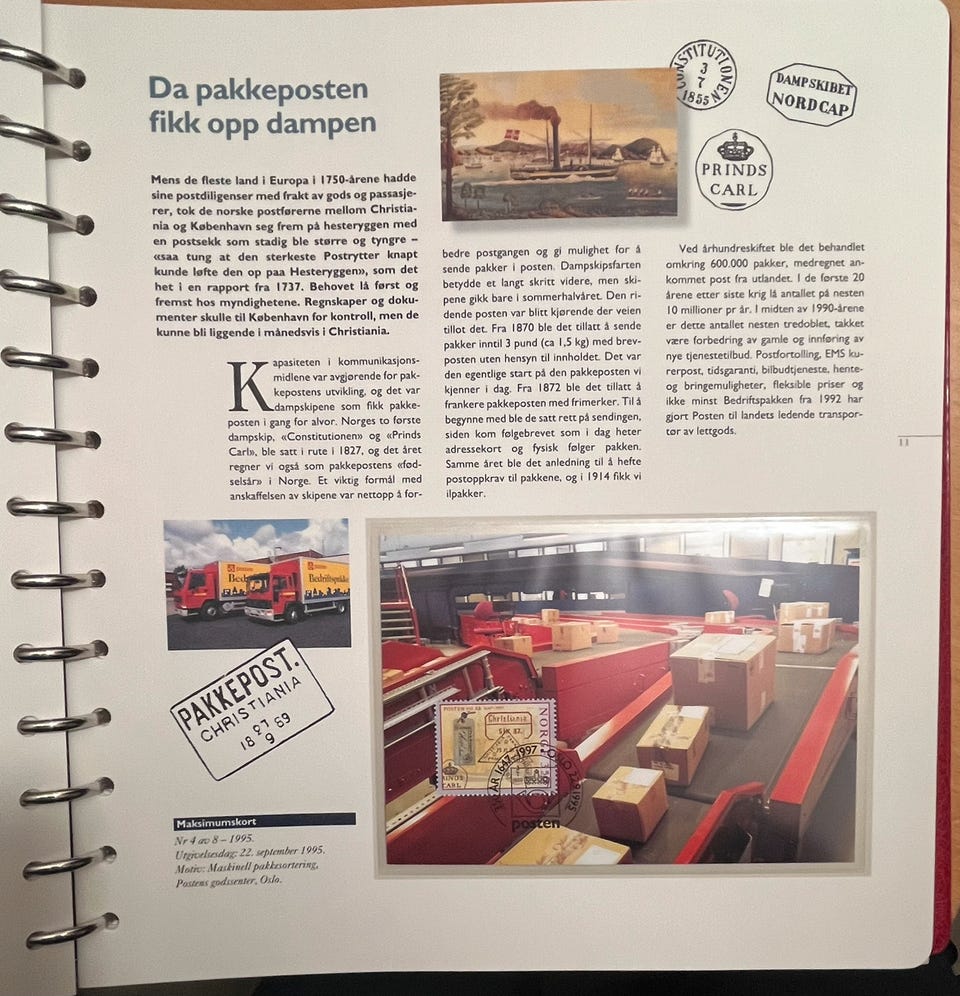 Da pakkeposten
fikk opp dampen
Mens de fleste land i Europa i 1750-årene hadde
sine postdiligenser med frakt av gods og passasje-
rer, tok de norske postførerne mellom Christia-
nia og København seg frem på hesteryggen med
en postsekk som stadig ble større og tyngre –
«saa tung at den sterkeste Postrytter knapt
kunde løfte den op paa Hesteryggen», som det
het i en rapport fra 1737. Behovet lå først og
fremst hos myndighetene. Regnskaper og doku-
menter skulle til København for kontroll, men de
kunne bli liggende i månedsvis i Christiania.
Kapasiteten i kommunikasjons-
midlene var avgjørende for pak-
kepostens utvikling, og det var
dampskipene som fikk pakke-
posten i gang for alvor. Norges to første
dampskip, «Constitutionen» og «Prinds
Carl», ble satt i rute i 1827, og det året
regner vi også som pakkepostens «fød-
selsår» i Norge. Et viktig formål med
anskaffelsen av skipene var nettopp å for-
bedre postgangen og gi mulighet for å
sende pakker i posten. Dampskipsfarten
betydde et langt skritt videre, men ski-
pene gikk bare i sommerhalvåret. Den ri-
dende posten var blitt kjørende der veien
tillot det. Fra 1870 ble det tillatt å sende
pakker inntil 3 pund (ca 1,5 kg) med brev-
posten uten hensyn til innholdet. Det var
den egentlige start på den pakkeposten vi
kjenner i dag. Fra 1872 ble det tillatt å
frankere pakkeposten med frimerker. Til å
begynne med ble de satt rett på sendingen,
siden kom følgebrevet som i dag heter
adressekort og fysisk følger pakken.
Samme året ble det anledning til å hefte
postoppkrav til pakkene, og i 1914 fikk vi
ilpakker.
CONSTITUTIONEN
3
7
1855
DAMPSKIBET
NORDCAP
PRINDS
CARL
Ved århundreskiftet ble det behandlet
omkring 600.000 pakker, medregnet an-
kommet post fra utlandet. I de første 20
årene etter siste krig lå antallet på nesten
10 millioner pr. år. I midten av 1990-årene
er dette antallet nesten tredoblet, takket
være forbedring av gamle og innføring av
nye tjenestetilbud. Postfortolling, EMS ku-
rerpost, tidsgaranti, bilbudtjeneste, hente-
og bringemuligheter, fleksible priser og
ikke minst Bedriftspakken fra 1992 har
gjort Posten til landets ledende transpor-
tør av lettgods.
11
Bedriftspakke
PAKKEPOST.
CHRISTIANIA
18 27/9 69
Maksimumskort
Nr 4 av 8 – 1995.
Utgivelsesdag: 22. september 1995.
Motiv: Maskinell pakkesortering,
Postens godssenter, Oslo.
POSTEN 350 ÅR 1647-1997
NORGE
Christiania
PRINDS
CARL
350 ÅR 1647-1997
OSLO 22.9.1995
posten